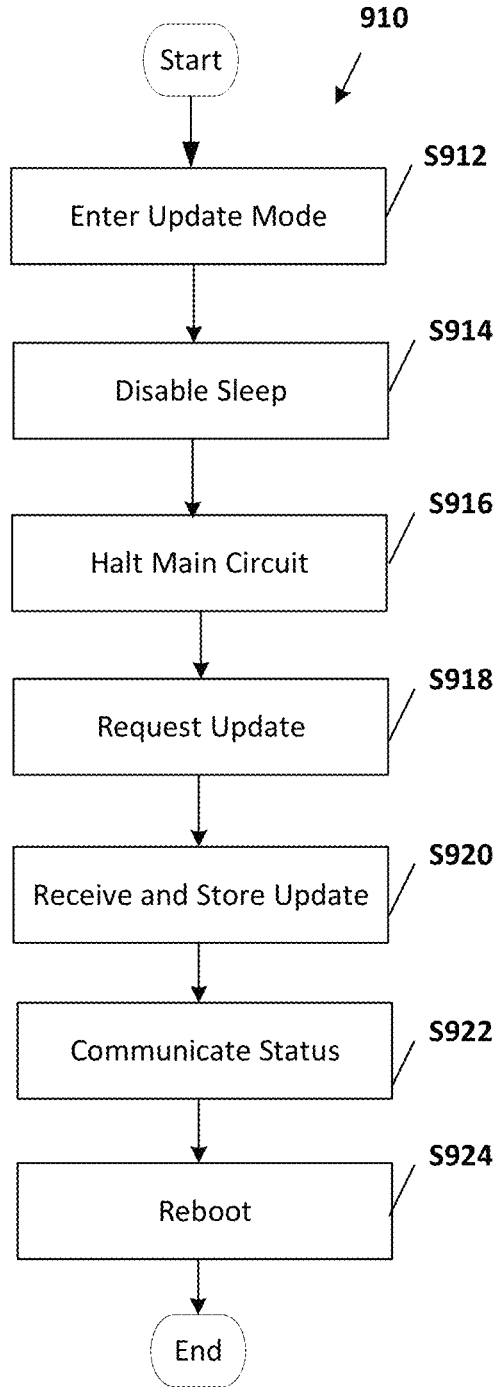 910
Start
S912
Enter Update Mode
S914
Disable Sleep
S916
Halt Main Circuit
S918
Request Update
S920
Receive and Store Update
S922
Communicate Status
S924
Reboot
End